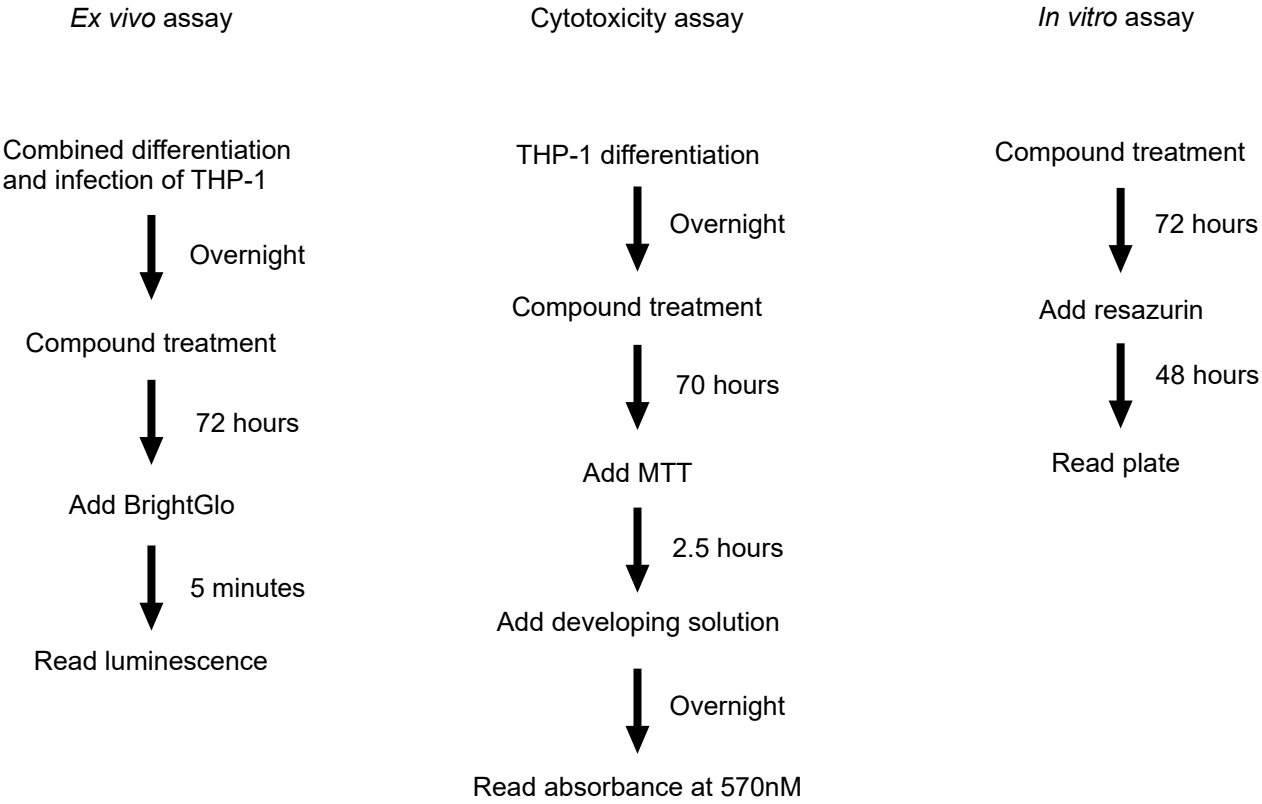 Ex vivo assay
Combined differentiation
and infection of THP-1
Overnight
Compound treatment
72 hours
Add BrightGlo
5 minutes
Read luminescence
Cytotoxicity assay
THP-1 differentiation
Overnight
Compound treatment
70 hours
Add MTT
2.5 hours
Add developing solution
Overnight
Read absorbance at 570nM
In vitro assay
Compound treatment
72 hours
Add resazurin
48 hours
Read plate